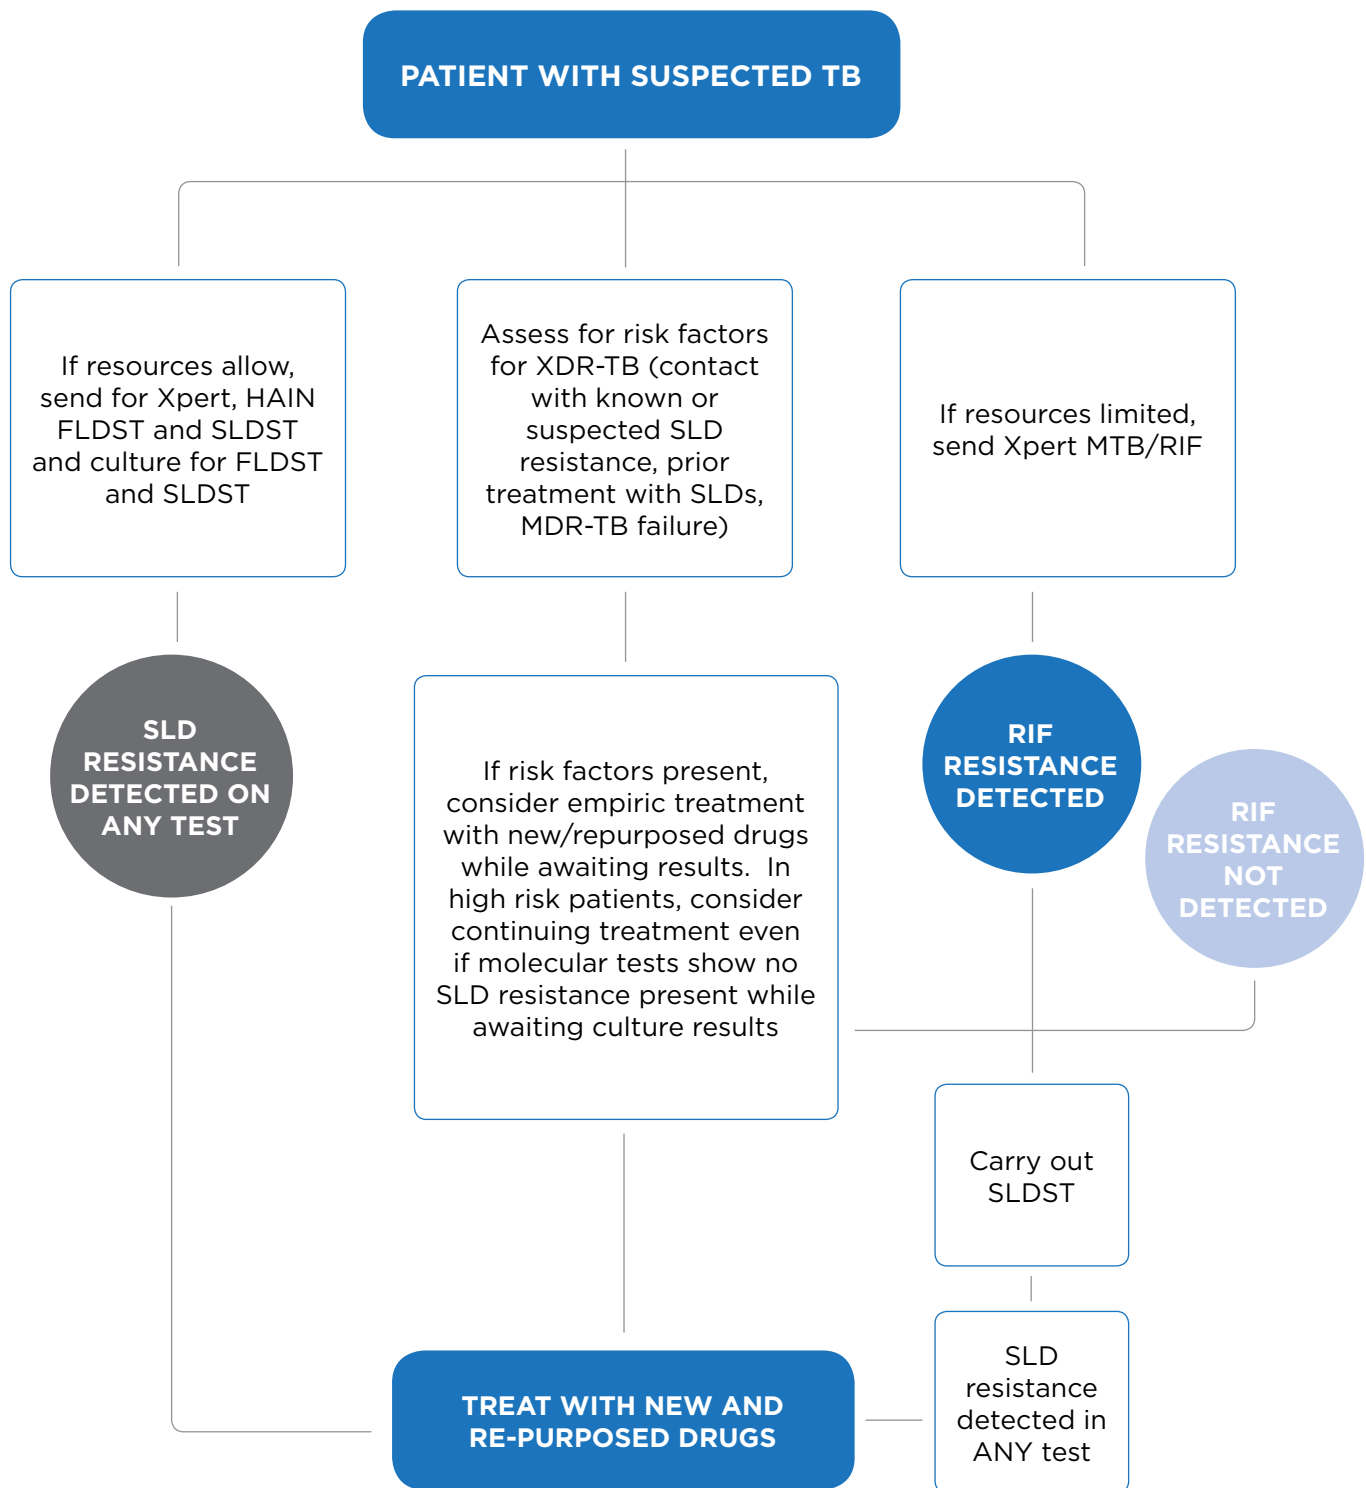 PATIENT WITH SUSPECTED TB
If resources allow,
send for Xpert, HAIN
FLDST and SLDST
and culture for FLDST
and SLDST
Assess for risk factors
for XDR-TB (contact
with known or
suspected SLD
resistance, prior
treatment with SLDs,
MDR-TB failure)
If resources limited,
send Xpert MTB/RIF
SLD
RESISTANCE
DETECTED ON
ANY TEST
If risk factors present,
consider empiric treatment
with new/repurposed drugs
while awaiting results.  In
high risk patients, consider
continuing treatment even
if molecular tests show no
SLD resistance present while
awaiting culture results
RIF
RESISTANCE
DETECTED
RIF
RESISTANCE
NOT
DETECTED
Carry out
SLDST
SLD
resistance
detected in
ANY test
TREAT WITH NEW AND
RE-PURPOSED DRUGS